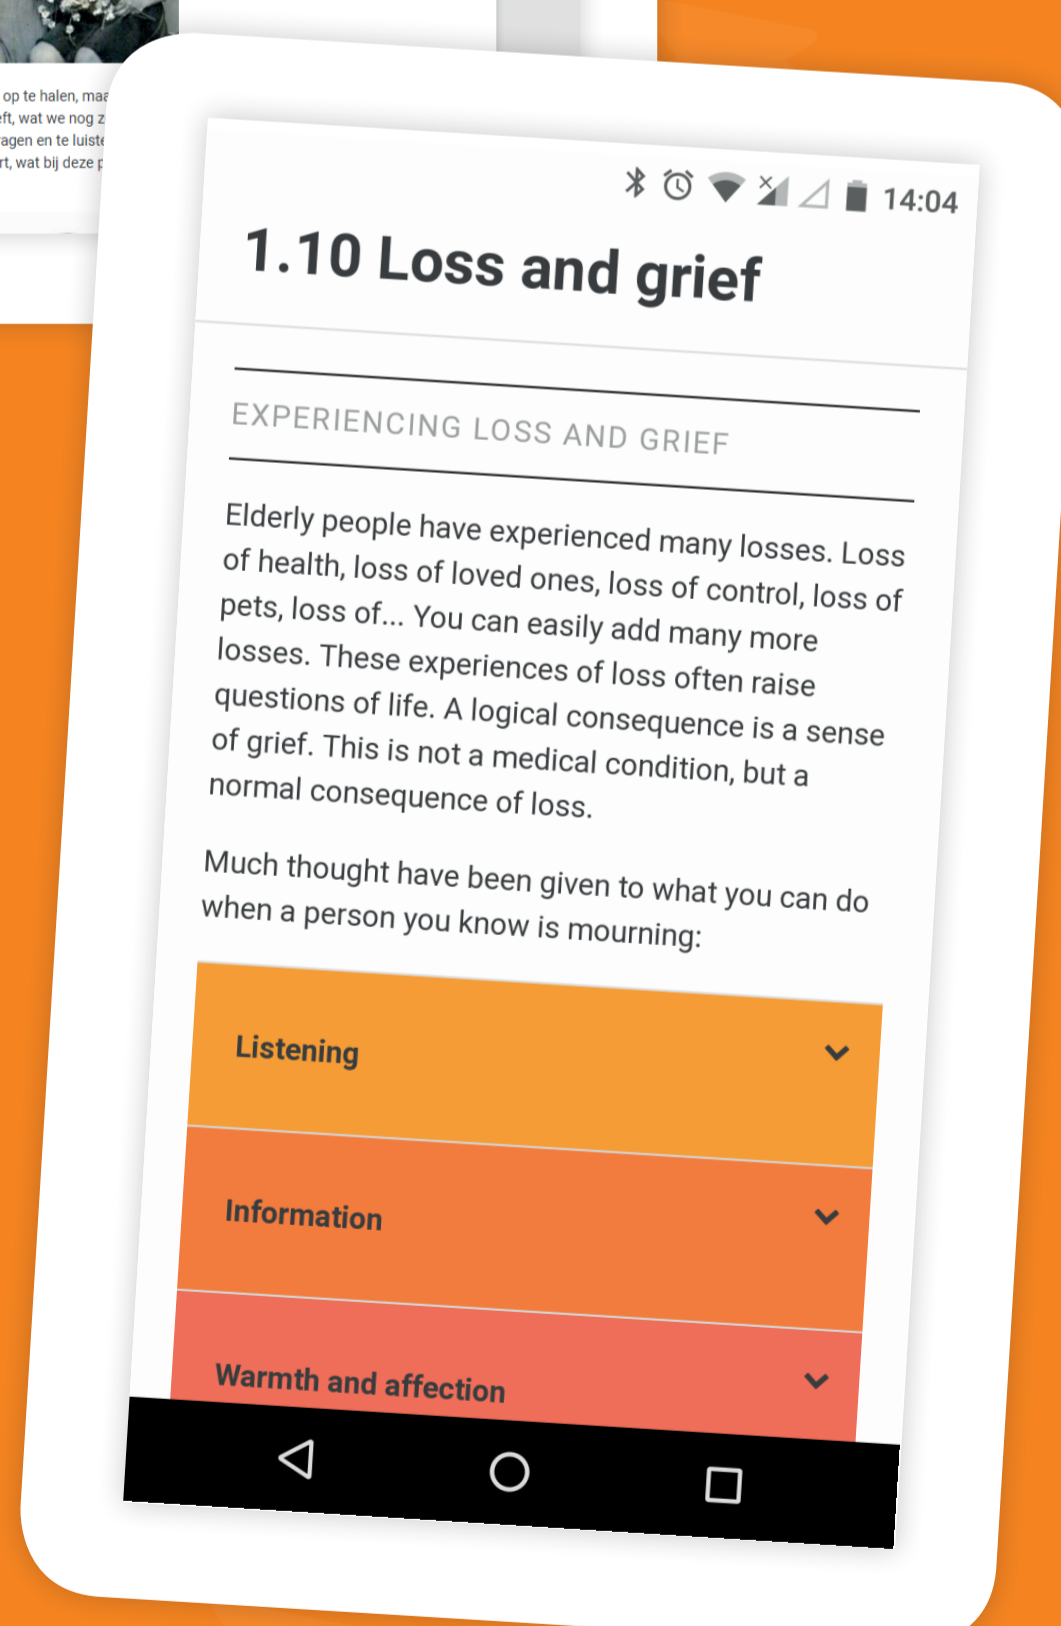 op te halen, maa
eft, wat we nog z
agen en te luiste
rt, wat bij deze p
14:04
1.10 Loss and grief
EXPERIENCING LOSS AND GRIEF
Elderly people have experienced many losses. Loss
of health, loss of loved ones, loss of control, loss of
pets, loss of... You can easily add many more
losses. These experiences of loss often raise
questions of life. A logical consequence is a sense
of grief. This is not a medical condition, but a
normal consequence of loss.
Much thought have been given to what you can do
when a person you know is mourning:
Listening
Information
Warmth and affection